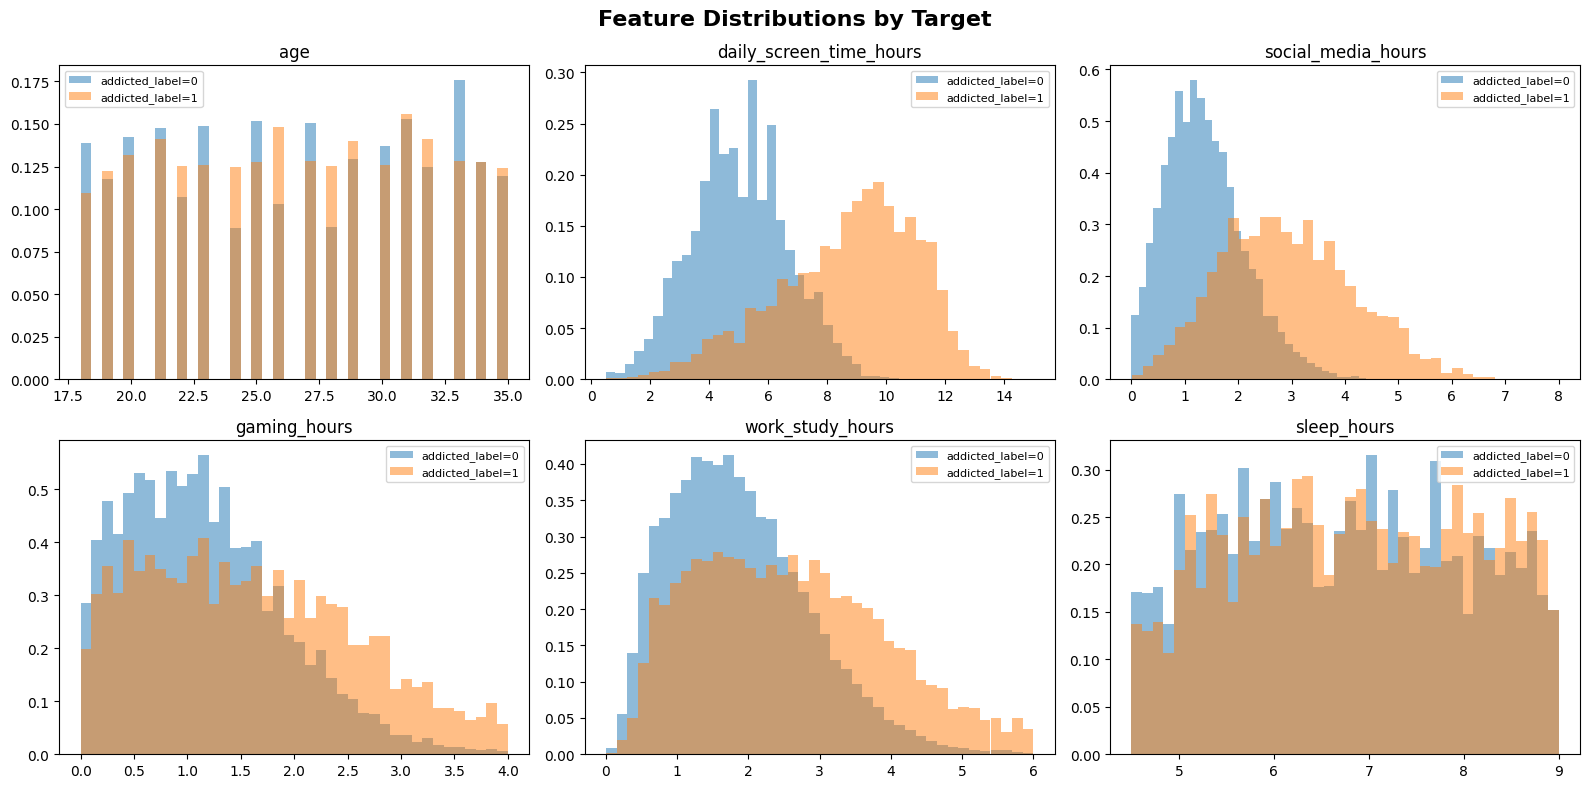 Feature Distributions by Target
age
0.175
0.150
0.125
0.100
0.075
0.050
0.025
0.000
17.5 20.0 22.5 25.0 27.5 30.0 32.5 35.0
addicted_label=0
addicted_label=1
daily_screen_time_hours
0.30
0.25
0.20
0.15
0.10
0.05
0.00
0 2 4 6 8 10 12 14
addicted_label=0
addicted_label=1
social_media_hours
0.6
0.5
0.4
0.3
0.2
0.1
0.0
0 1 2 3 4 5 6 7 8
addicted_label=0
addicted_label=1
gaming_hours
0.5
0.4
0.3
0.2
0.1
0.0
0.0 0.5 1.0 1.5 2.0 2.5 3.0 3.5 4.0
addicted_label=0
addicted_label=1
work_study_hours
0.40
0.35
0.30
0.25
0.20
0.15
0.10
0.05
0.00
0 1 2 3 4 5 6
addicted_label=0
addicted_label=1
sleep_hours
0.30
0.25
0.20
0.15
0.10
0.05
0.00
5 6 7 8 9
addicted_label=0
addicted_label=1